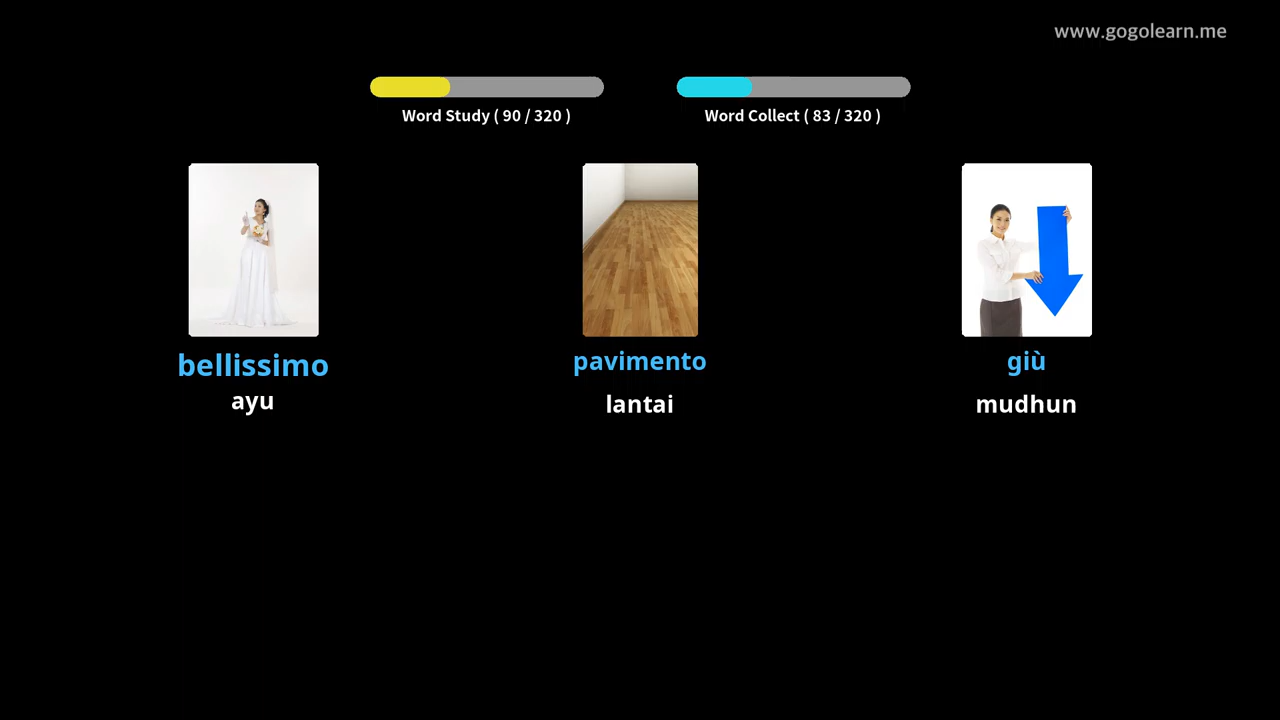 www.gogolearn.me
Word Study ( 90 / 320 )
Word Collect ( 83 / 320 )
bellissimo
pavimento
giù
ayu
lantai
mudhun